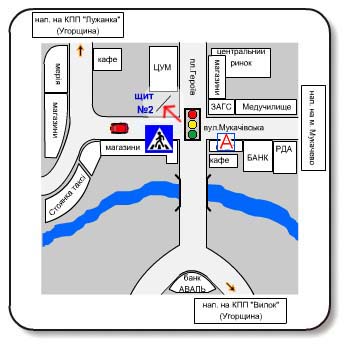 нап. на КПП "Лужанка"
(Угорщина)
кафе
ЦУМ
пл.Героїв
центральний
ринок
магазини
мерія
магазини
щит
№2
ЗАГС
Медучилище
нап. на м. Мукачево
вул.Мукачівська
А
магазини
кафе
БАНК
РДА
Стоянка таксі
банк
АВАЛЬ
нап. на КПП "Вилок"
(Угорщина)